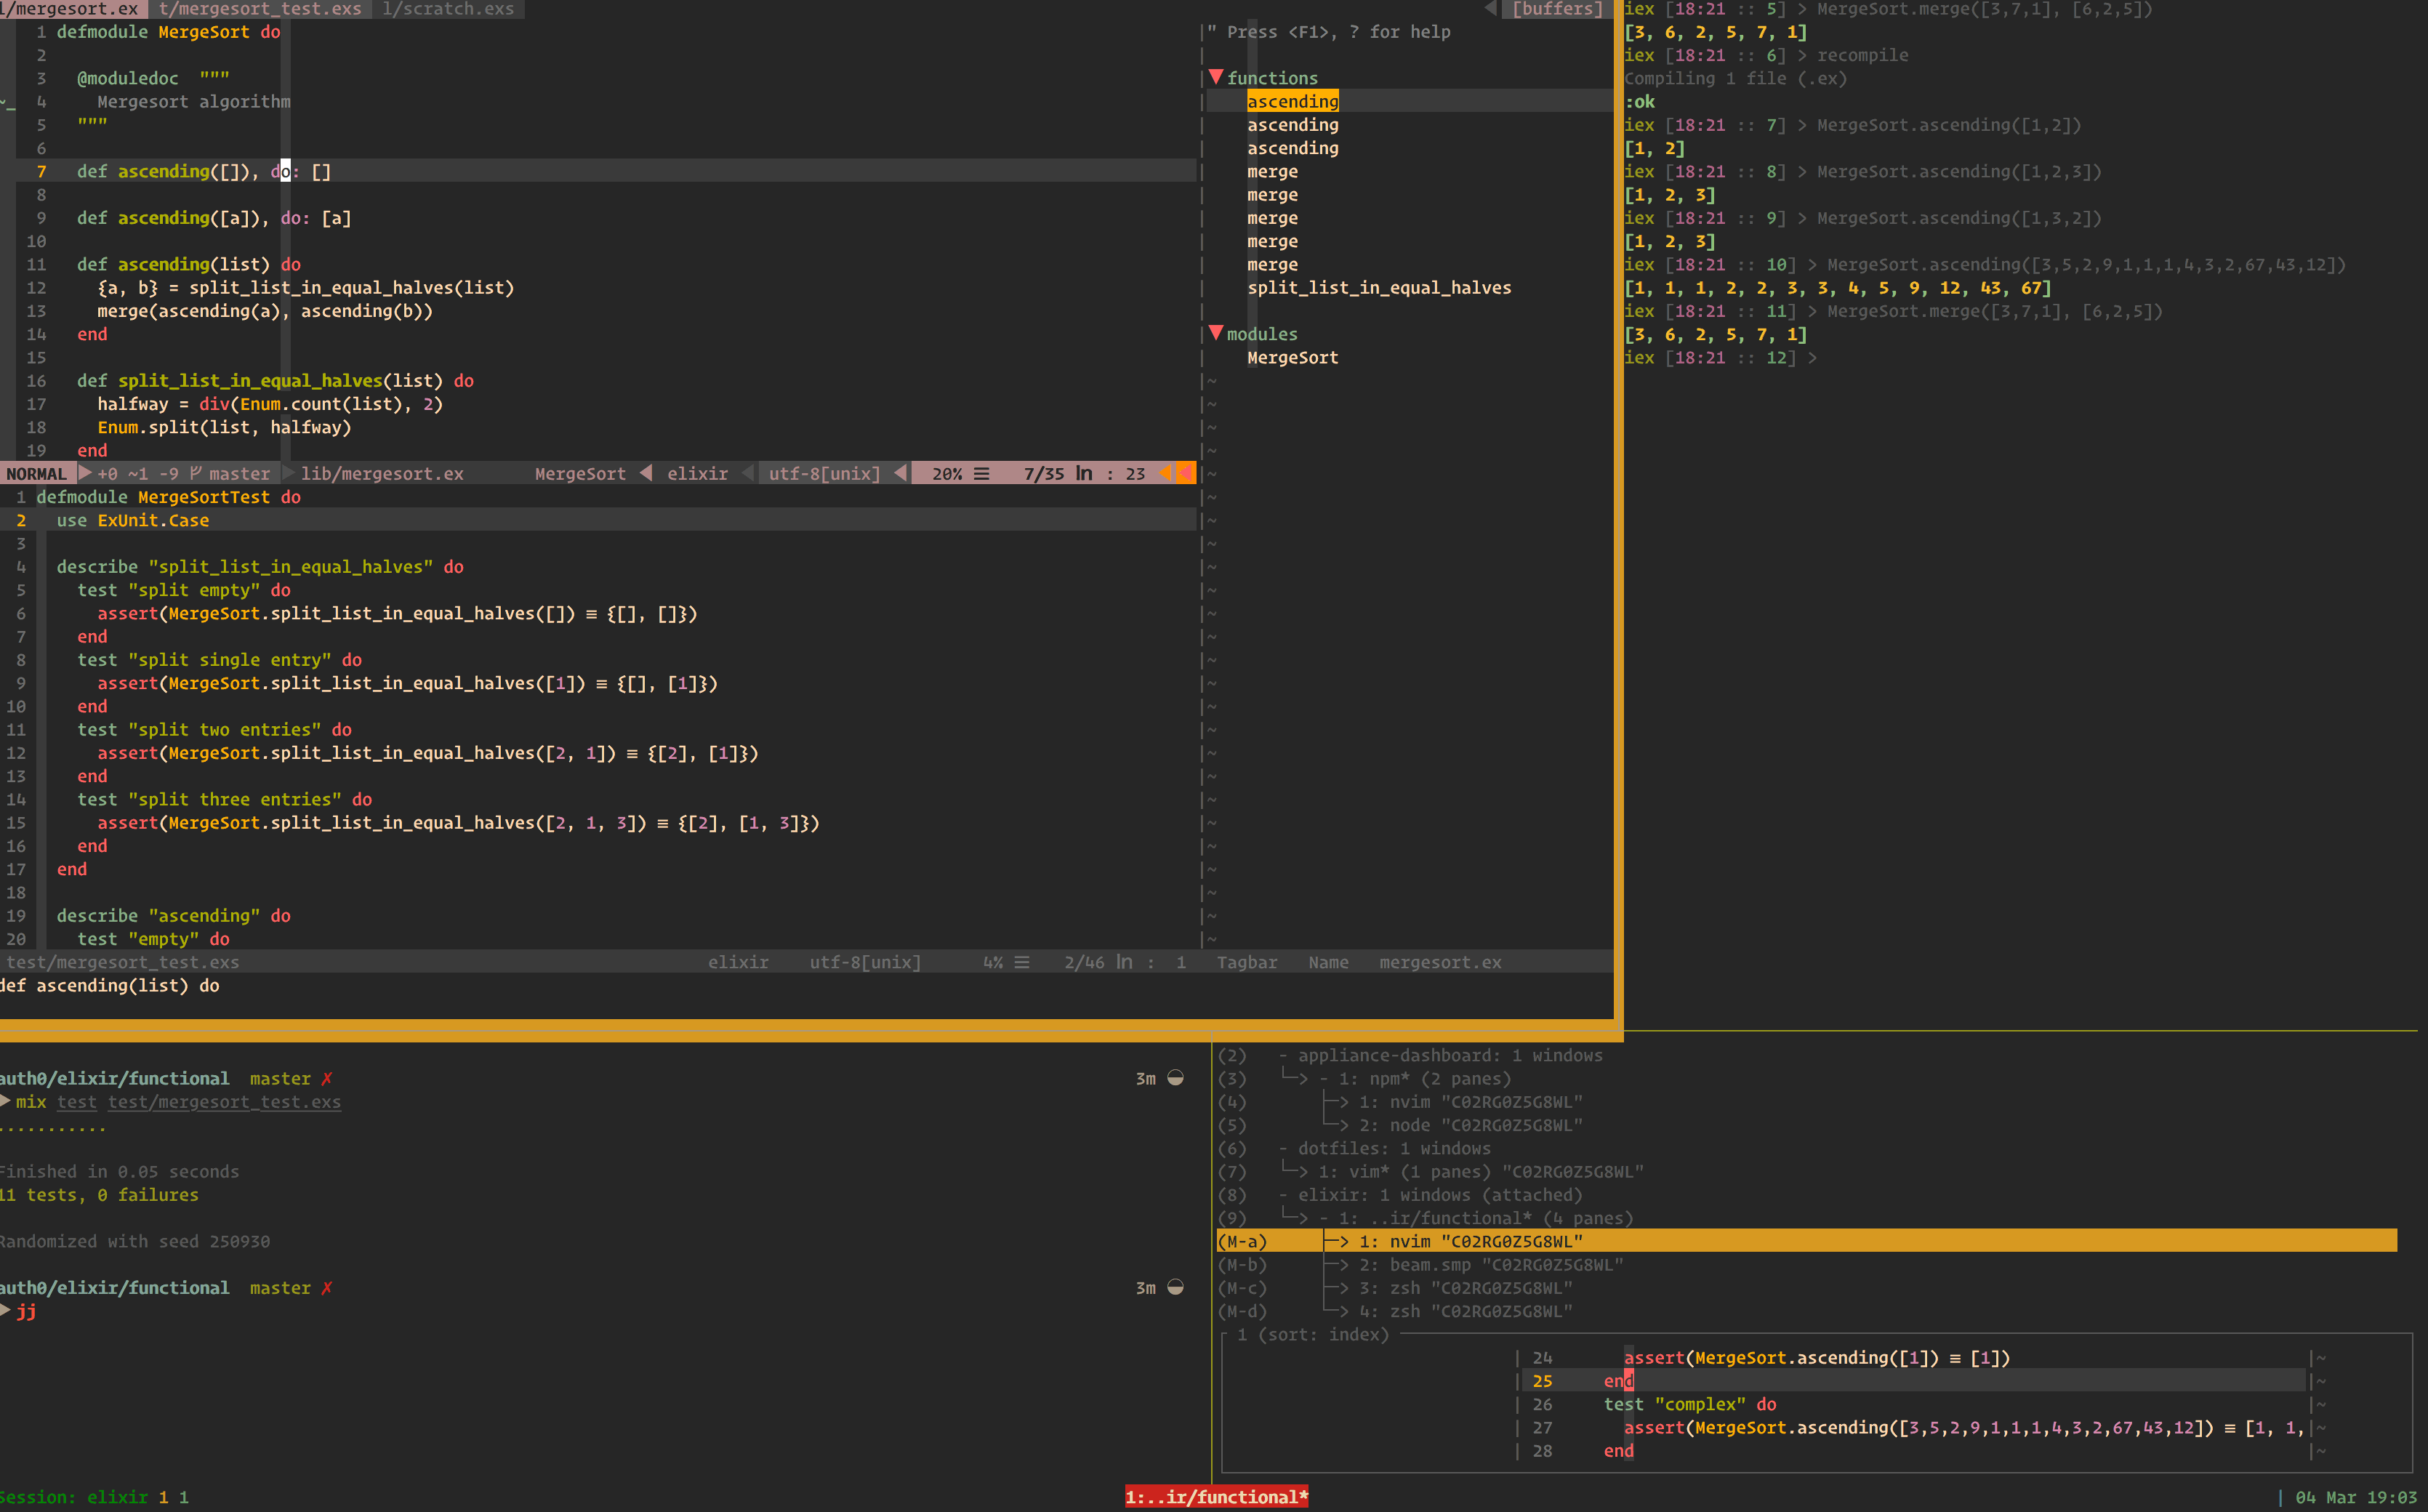 l/mergesort.ex t/mergesort_test.exs l/scratch.exs [buffers]
1 defmodule MergeSort do
2
3 @moduledoc """
~_ 4 Mergesort algorithm
5 """
6
7 def ascending([]), do: []
8
9 def ascending([a]), do: [a]
10
11 def ascending(list) do
12 {a, b} = split_list_in_equal_halves(list)
13 merge(ascending(a), ascending(b))
14 end
15
16 def split_list_in_equal_halves(list) do
17 halfway = div(Enum.count(list), 2)
18 Enum.split(list, halfway)
19 end
NORMAL +0 ~1 -9 master lib/mergesort.ex MergeSort elixir utf-8[unix] 20% ☰ 7/35 ln : 23
1 defmodule MergeSortTest do
2 use ExUnit.Case
3
4 describe "split_list_in_equal_halves" do
5 test "split empty" do
6 assert(MergeSort.split_list_in_equal_halves([]) ≡ {[], []})
7 end
8 test "split single entry" do
9 assert(MergeSort.split_list_in_equal_halves([1]) ≡ {[], [1]})
10 end
11 test "split two entries" do
12 assert(MergeSort.split_list_in_equal_halves([2, 1]) ≡ {[2], [1]})
13 end
14 test "split three entries" do
15 assert(MergeSort.split_list_in_equal_halves([2, 1, 3]) ≡ {[2], [1, 3]})
16 end
17 end
18
19 describe "ascending" do
20 test "empty" do
test/mergesort_test.exs elixir utf-8[unix] 4% ☰ 2/46 ln : 1
def ascending(list) do
" Press <F1>, ? for help
▼ functions
ascending
ascending
ascending
merge
merge
merge
merge
merge
split_list_in_equal_halves
▼ modules
MergeSort
Tagbar Name mergesort.ex
iex [18:21 :: 5] > MergeSort.merge([3,7,1], [6,2,5])
[3, 6, 2, 5, 7, 1]
iex [18:21 :: 6] > recompile
Compiling 1 file (.ex)
:ok
iex [18:21 :: 7] > MergeSort.ascending([1,2])
[1, 2]
iex [18:21 :: 8] > MergeSort.ascending([1,2,3])
[1, 2, 3]
iex [18:21 :: 9] > MergeSort.ascending([1,3,2])
[1, 2, 3]
iex [18:21 :: 10] > MergeSort.ascending([3,5,2,9,1,1,1,4,3,2,67,43,12])
[1, 1, 1, 2, 2, 3, 3, 4, 5, 9, 12, 43, 67]
iex [18:21 :: 11] > MergeSort.merge([3,7,1], [6,2,5])
[3, 6, 2, 5, 7, 1]
iex [18:21 :: 12] >
auth0/elixir/functional master ✗ 3m
mix test test/mergesort_test.exs
...........
Finished in 0.05 seconds
11 tests, 0 failures
Randomized with seed 250930
auth0/elixir/functional master ✗ 3m
jj
(2) - appliance-dashboard: 1 windows
(3) └─> - 1: npm* (2 panes)
(4) ├─> 1: nvim "C02RG0Z5G8WL"
(5) └─> 2: node "C02RG0Z5G8WL"
(6) - dotfiles: 1 windows
(7) └─> 1: vim* (1 panes) "C02RG0Z5G8WL"
(8) - elixir: 1 windows (attached)
(9) └─> - 1: ..ir/functional* (4 panes)
(M-a) ├─> 1: nvim "C02RG0Z5G8WL"
(M-b) ├─> 2: beam.smp "C02RG0Z5G8WL"
(M-c) ├─> 3: zsh "C02RG0Z5G8WL"
(M-d) └─> 4: zsh "C02RG0Z5G8WL"
1 (sort: index)
24 assert(MergeSort.ascending([1]) ≡ [1])
25 end
26 test "complex" do
27 assert(MergeSort.ascending([3,5,2,9,1,1,1,4,3,2,67,43,12]) ≡ [1, 1,
28 end
Session: elixir 1 1 1:..ir/functional* | 04 Mar 19:03